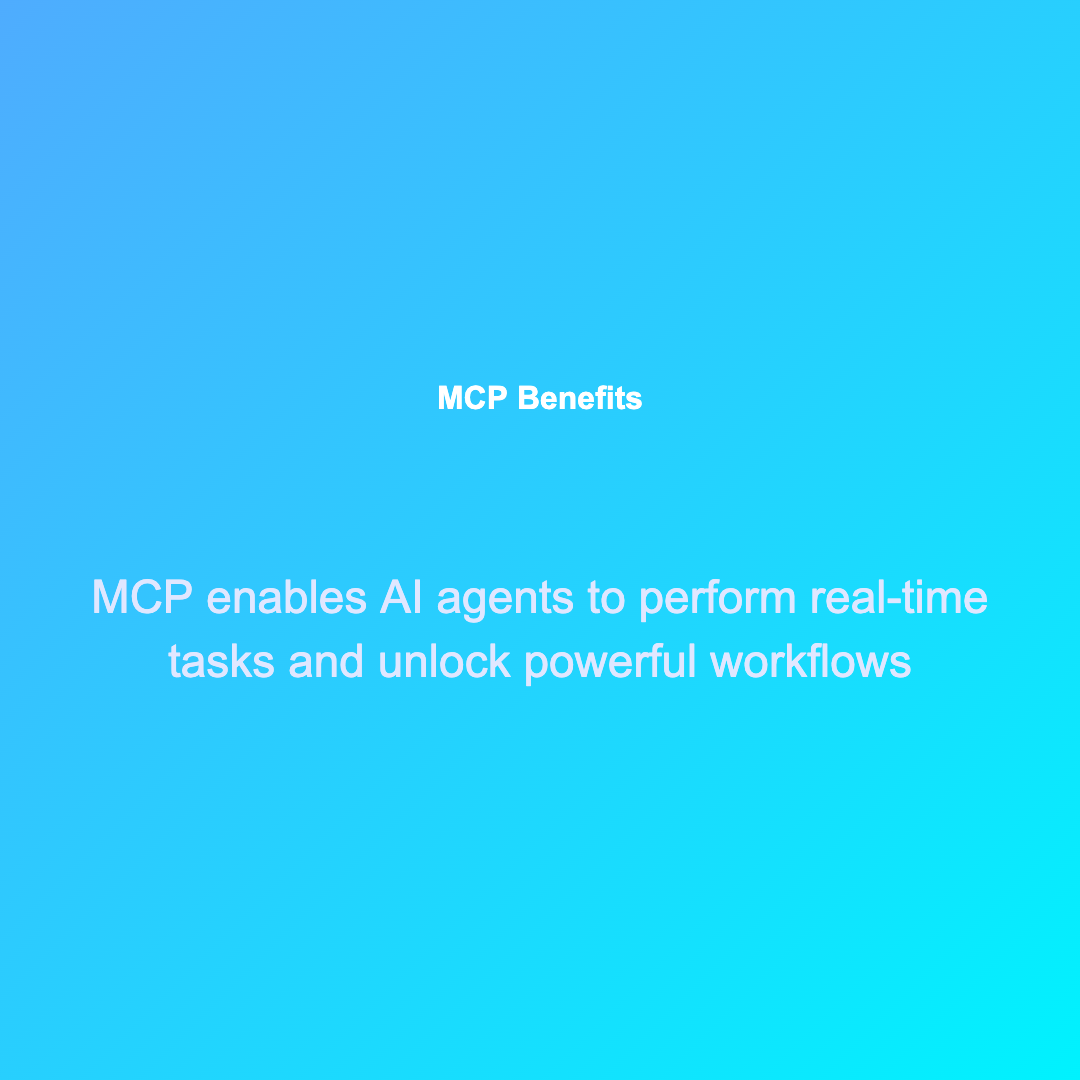 MCP Benefits
MCP enables AI agents to perform real-time
tasks and unlock powerful workflows